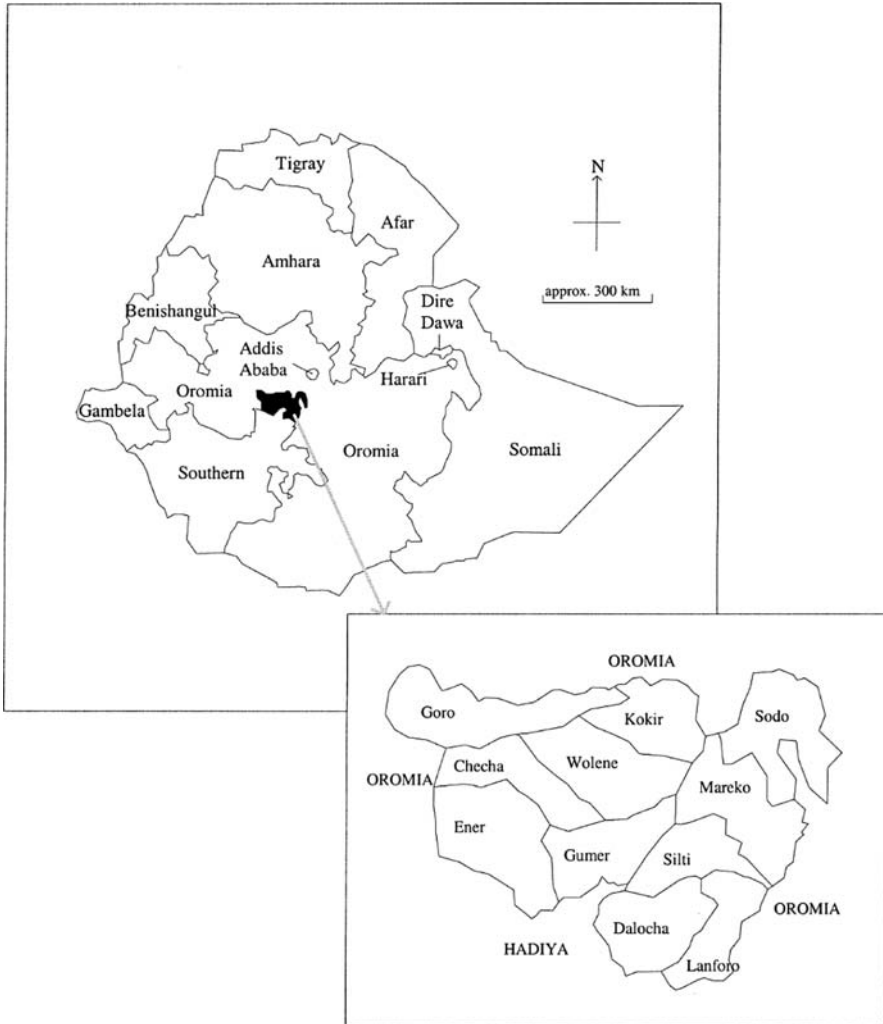 Tigray
N
Afar
Amhara
approx. 300 km
Dire
Dawa
Benishangul
Addis
Ababa
Harari
Oromia
Gambela
Oromia
Somali
Southern
OROMIA
Goro
Kokir
Sodo
Checha
Wolene
OROMIA
Mareko
Ener
Gumer
Silti
OROMIA
Dalocha
HADIYA
Lanforo